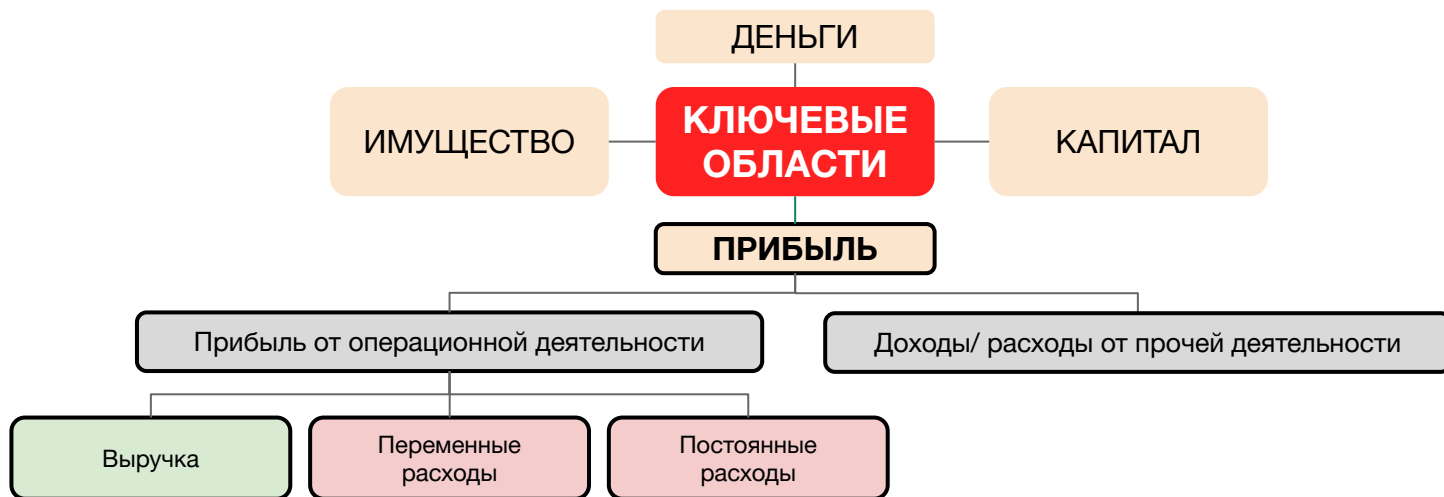 ДЕНЬГИ
ИМУЩЕСТВО
КЛЮЧЕВЫЕ
ОБЛАСТИ
КАПИТАЛ
ПРИБЫЛЬ
Прибыль от операционной деятельности
Доходы/ расходы от прочей деятельности
Выручка
Переменные
расходы
Постоянные
расходы